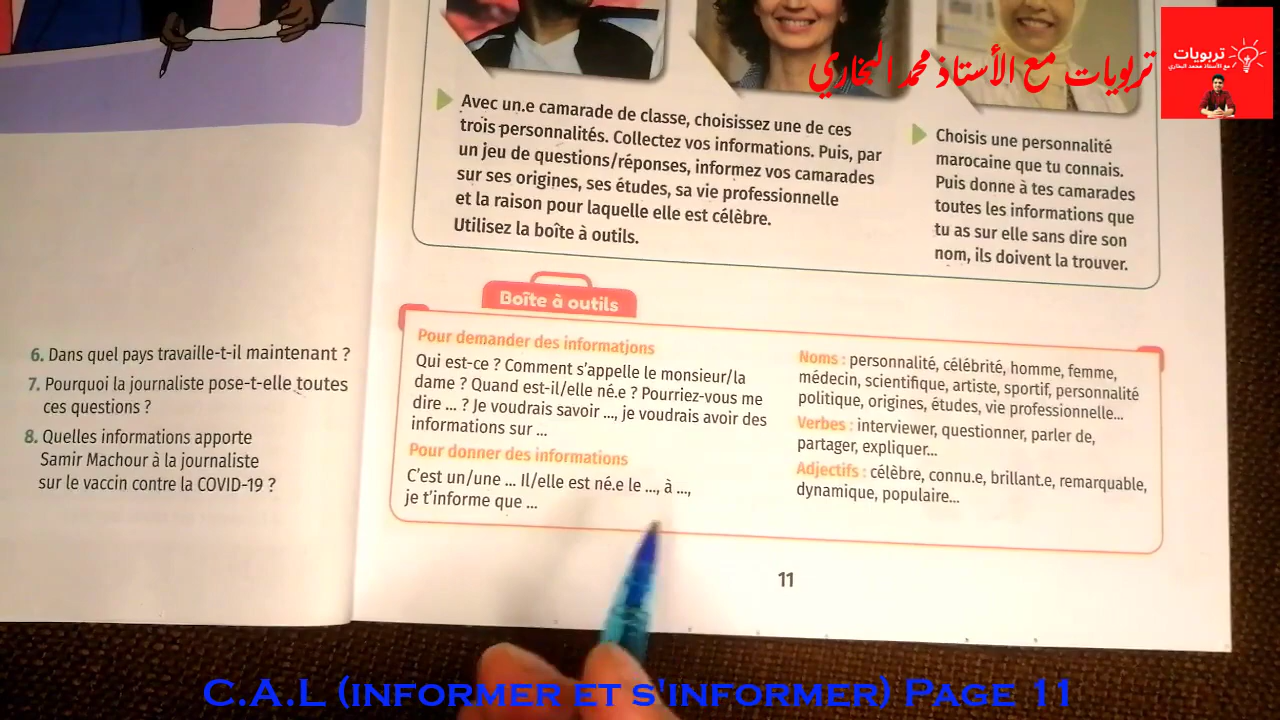 تربويات مع الأستاذ محمد البخاري
تربويات
مع الأستاذ محمد البخاري
6. Dans quel pays travaille-t-il maintenant ?
7. Pourquoi la journaliste pose-t-elle toutes
ces questions ?
8. Quelles informations apporte
Samir Machour à la journaliste
sur le vaccin contre la COVID-19 ?
Avec un.e camarade de classe, choisissez une de ces
trois personnalités. Collectez vos informations. Puis, par
un jeu de questions/réponses, informez vos camarades
sur ses origines, ses études, sa vie professionnelle
et la raison pour laquelle elle est célèbre.
Utilisez la boîte à outils.
Choisis une personnalité
marocaine que tu connais.
Puis donne à tes camarades
toutes les informations que
tu as sur elle sans dire son
nom, ils doivent la trouver.
Boîte à outils
Pour demander des informations
Qui est-ce ? Comment s'appelle le monsieur/la
dame ? Quand est-il/elle né.e ? Pourriez-vous me
dire ... ? Je voudrais savoir ..., je voudrais avoir des
informations sur ...
Pour donner des informations
C'est un/une ... Il/elle est né.e le ..., à ...,
je t'informe que ...
Noms : personnalité, célébrité, homme, femme,
médecin, scientifique, artiste, sportif, personnalité
politique, origines, études, vie professionnelle...
Verbes : interviewer, questionner, parler de,
partager, expliquer...
Adjectifs : célèbre, connu.e, brillant.e, remarquable,
dynamique, populaire...
11
C.A.L (informer et s'informer) Page 11